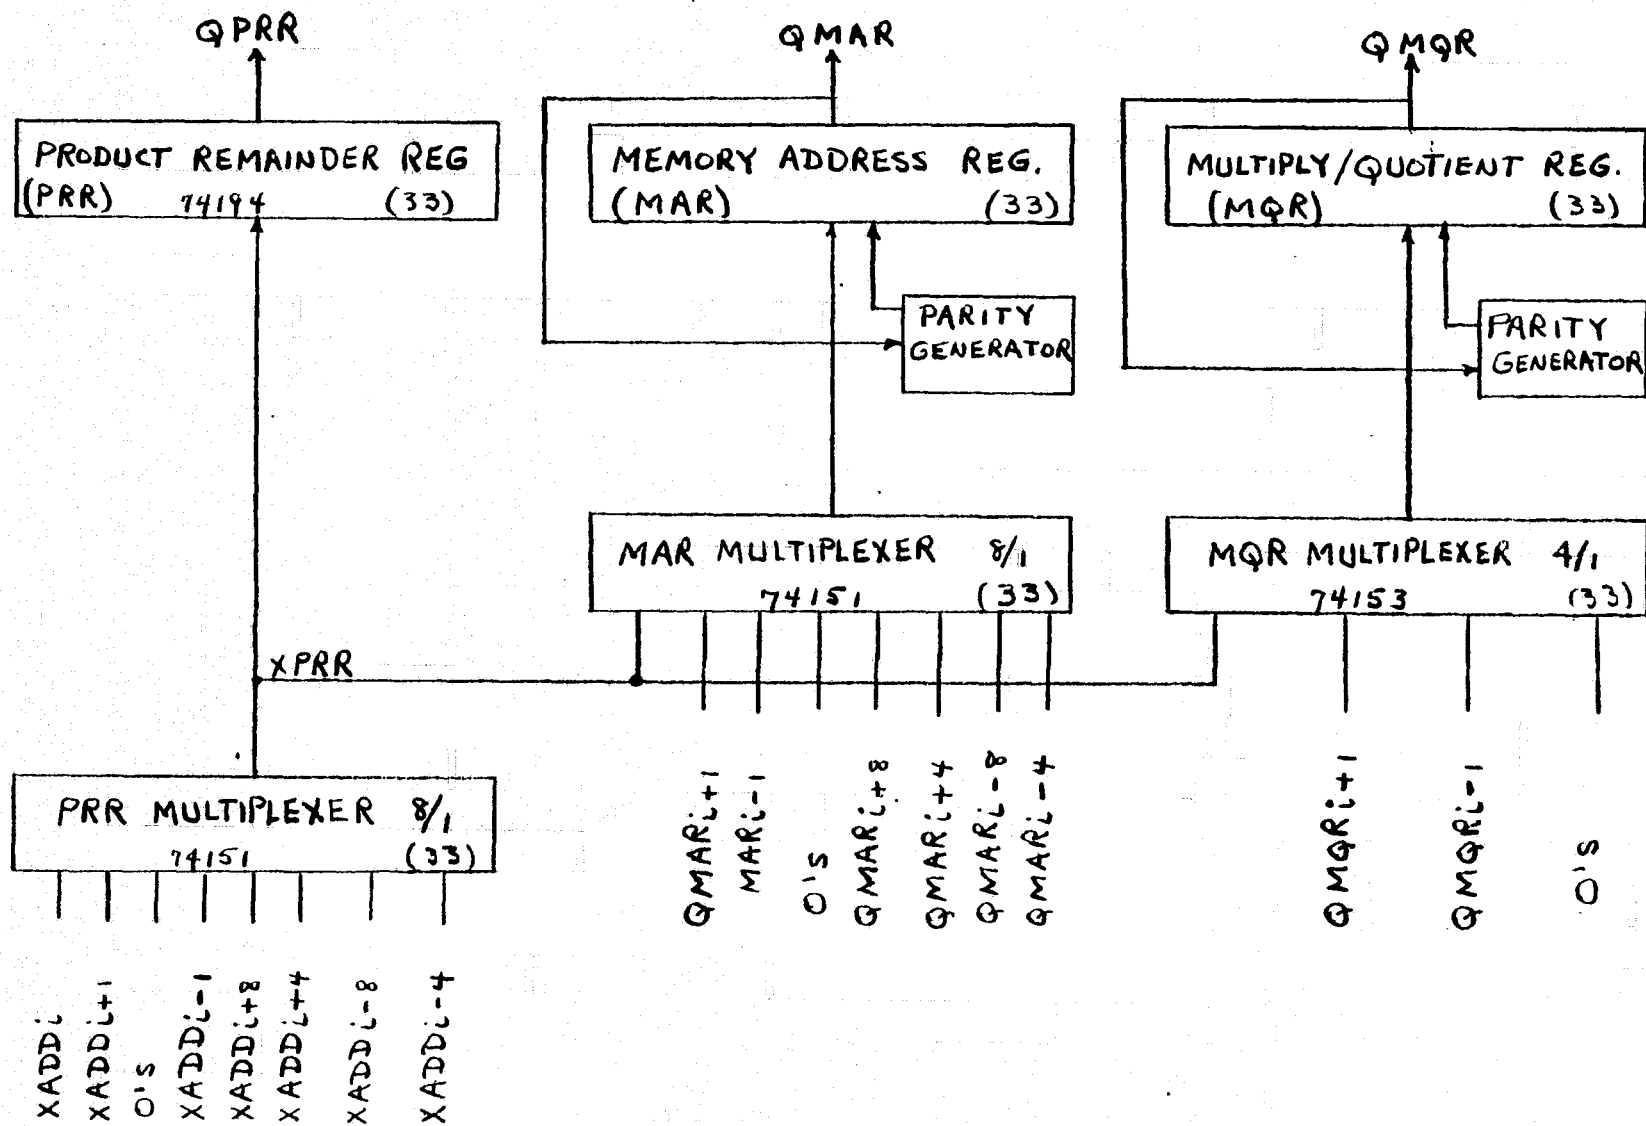 QPRR
QMAR
QMQR
PRODUCT REMAINDER REG
(PRR) 74194 (33)
MEMORY ADDRESS REG.
(MAR) (33)
MULTIPLY/QUOTIENT REG.
(MQR) (33)
PARITY
GENERATOR
PARITY
GENERATOR
MAR MULTIPLEXER 8/1
74151 (33)
MQR MULTIPLEXER 4/1
74153 (33)
XPRR
PRR MULTIPLEXER 8/1
74151 (33)
QMARi+1
MARi-1
O'S
QMARi+8
QMARi+4
QMARi-8
QMARi-4
QMQRi+1
QMQRi-1
O'S
XADDi
XADDi+1
O'S
XADDi-1
XADDi+8
XADDi+4
XADDi-8
XADDi-4